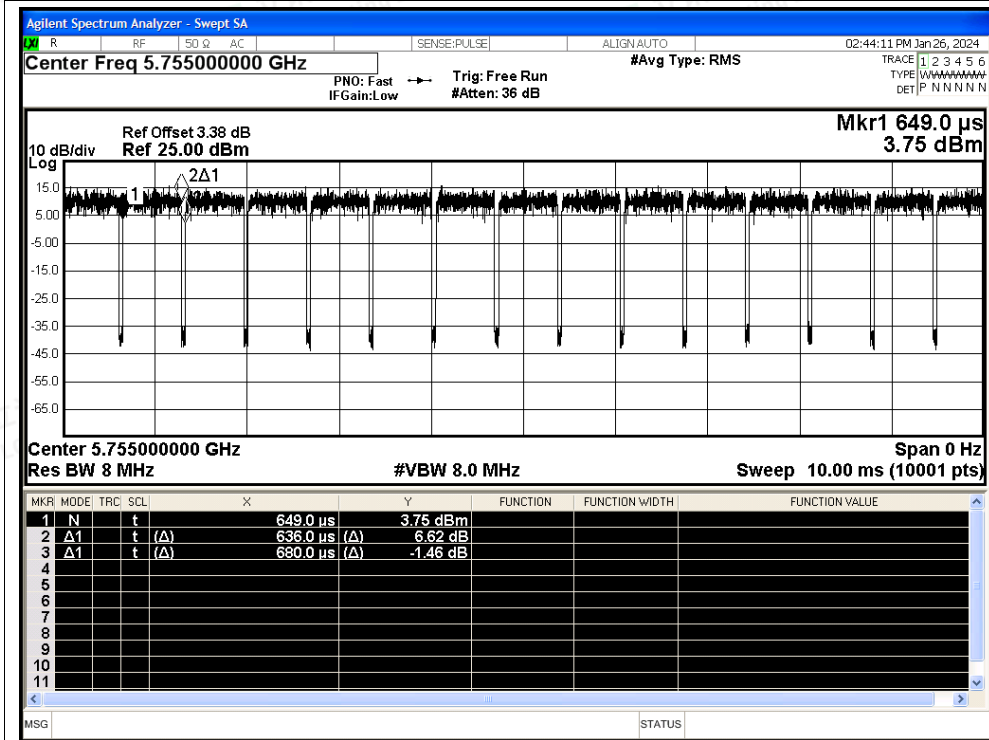 Agilent Spectrum Analyzer - Swept SA
LXI R RF 50 Ω AC SENSE:PULSE ALIGN AUTO 02:44:11 PM Jan 26, 2024
Center Freq 5.755000000 GHz
PNO: Fast
IFGain:Low
Trig: Free Run
#Atten: 36 dB
#Avg Type: RMS
TRACE 1 2 3 4 5 6
TYPE
DET P N N N N N
Ref Offset 3.38 dB
10 dB/div Ref 25.00 dBm
Log
Mkr1 649.0 µs
3.75 dBm
2Δ1
1
15.0
5.00
-5.00
-15.0
-25.0
-35.0
-45.0
-55.0
-65.0
Center 5.755000000 GHz Span 0 Hz
Res BW 8 MHz #VBW 8.0 MHz Sweep 10.00 ms (10001 pts)
MKR MODE TRC SCL X Y FUNCTION FUNCTION WIDTH FUNCTION VALUE
1 N t 649.0 µs 3.75 dBm
2 Δ1 t (Δ) 636.0 µs (Δ) 6.62 dB
3 Δ1 t (Δ) 680.0 µs (Δ) -1.46 dB
4
5
6
7
8
9
10
11
MSG STATUS